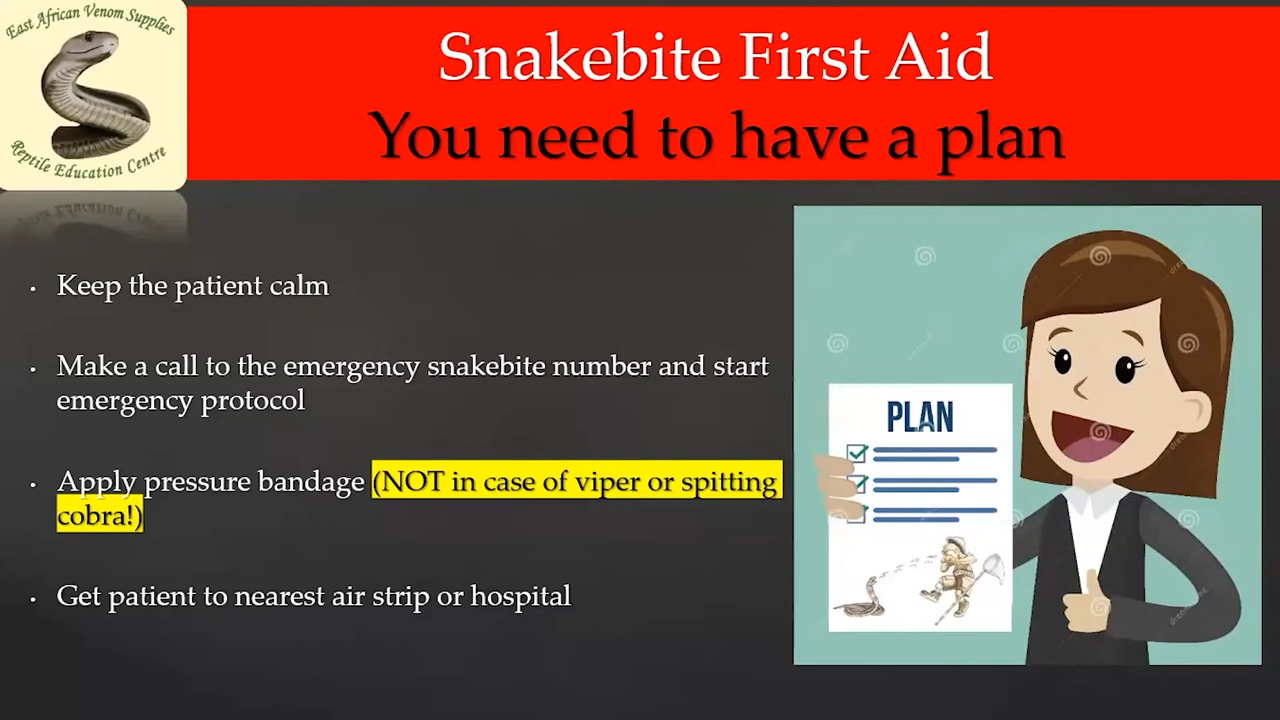 East African Venom Supplies
Reptile Education Centre
Snakebite First Aid
You need to have a plan
• Keep the patient calm
• Make a call to the emergency snakebite number and start
emergency protocol
• Apply pressure bandage (NOT in case of viper or spitting
cobra!)
• Get patient to nearest air strip or hospital
PLAN